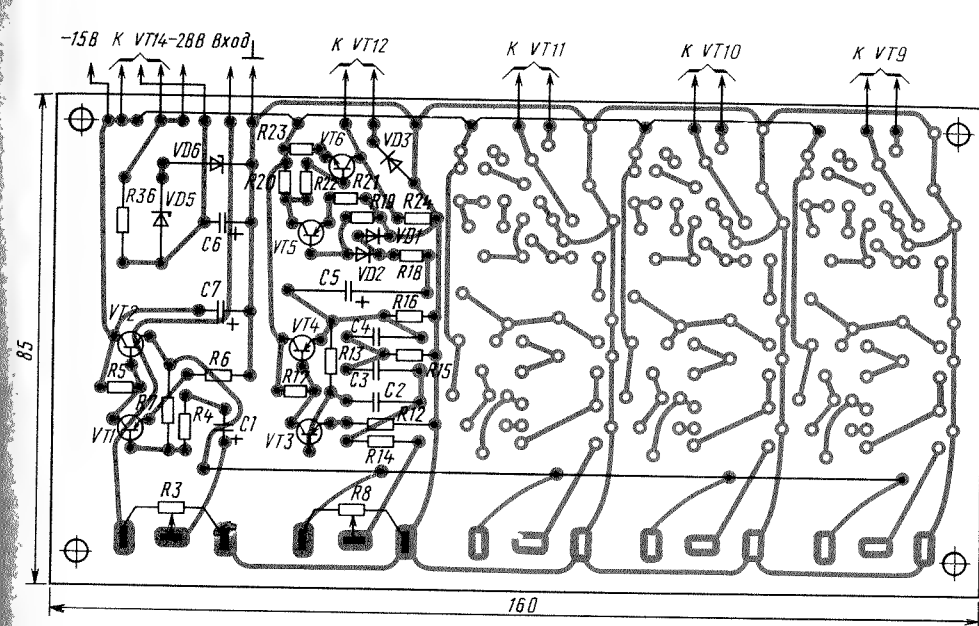 -15В К VT14 -28В Вход ⊥ К VT12 К VT11 К VT10 К VT9
R23 VT6 VD3
VD6
R20 R22 R21
R36 VD5 R19 R24
C6 VT5 VD1
VD2 R18
C5
C7 R16
VT2 VT4 C4
R13
R6 C3 R15
R5 R17 C2
R7 R4 C1 R12
VT1 VT3
R14
R3 R8
85
160